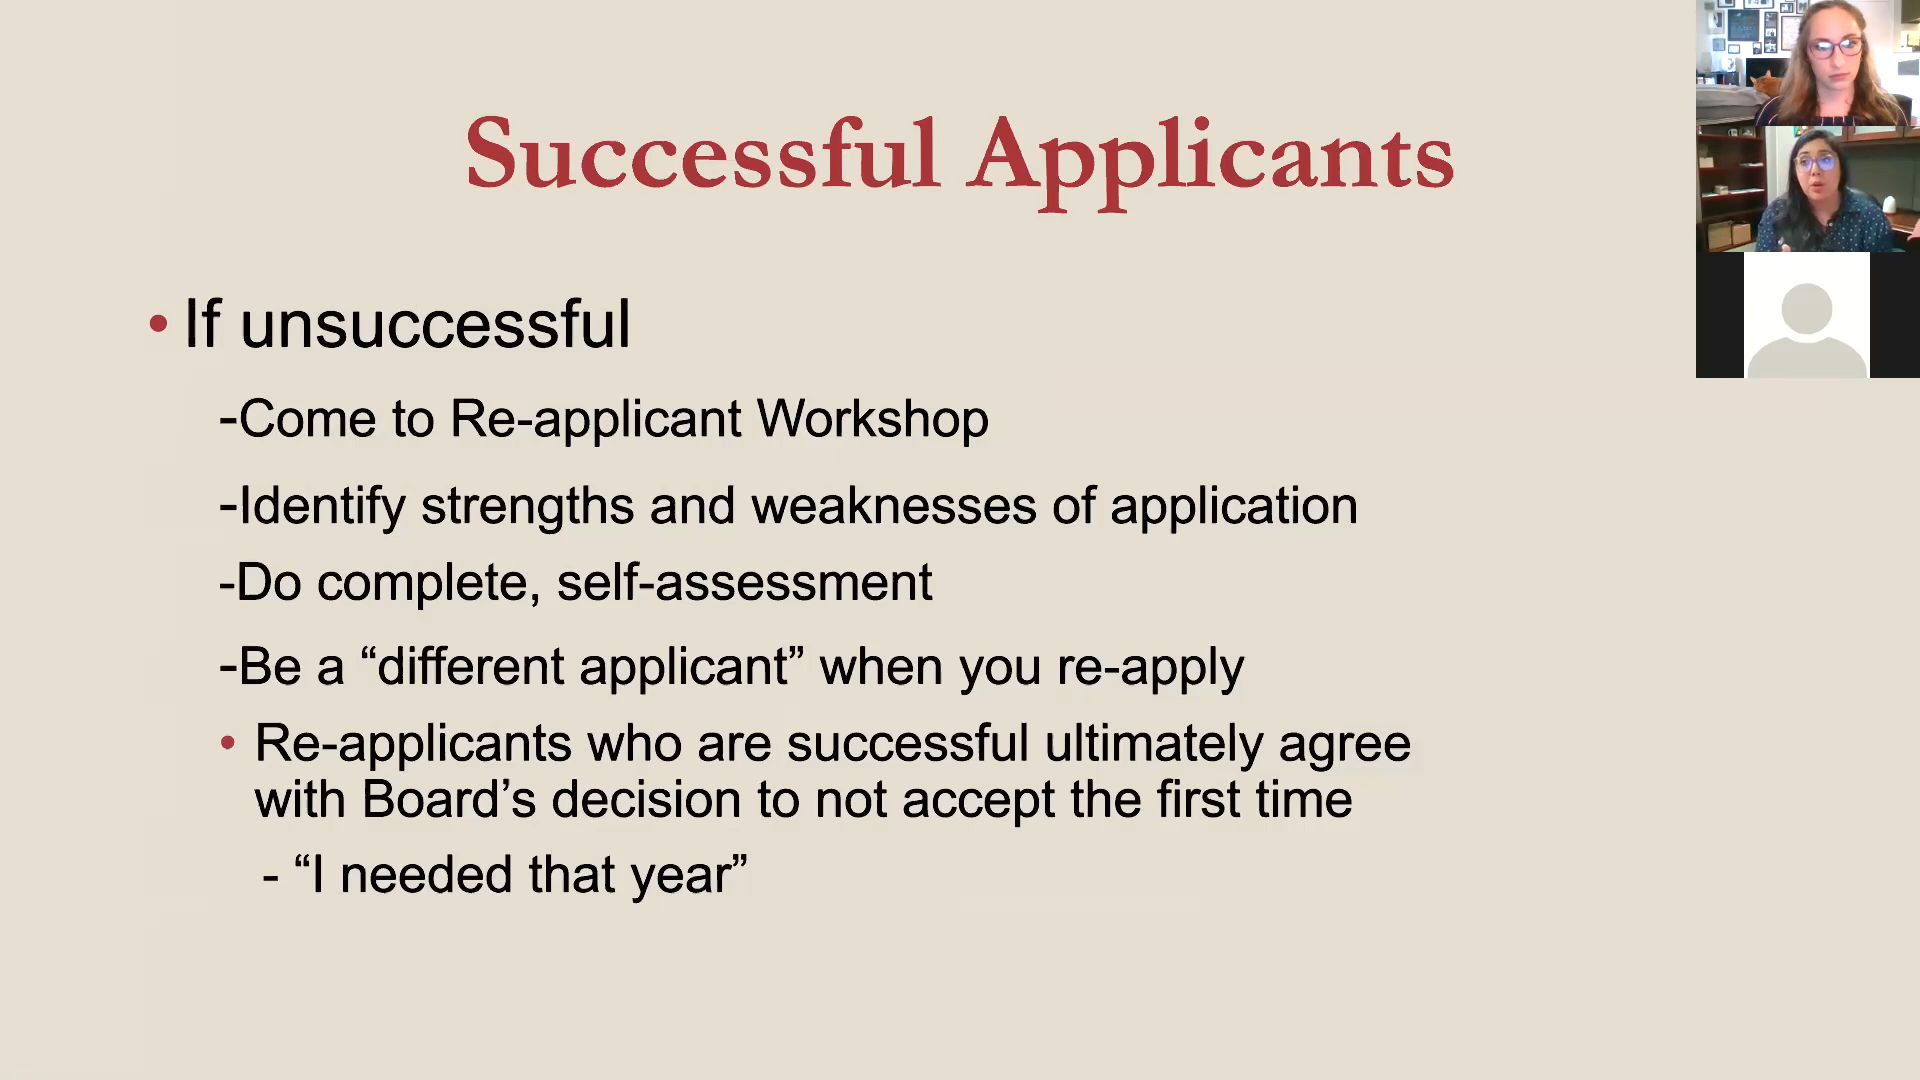 Successful Applicants
• If unsuccessful
-Come to Re-applicant Workshop
-Identify strengths and weaknesses of application
-Do complete, self-assessment
-Be a “different applicant” when you re-apply
• Re-applicants who are successful ultimately agree
with Board’s decision to not accept the first time
- “I needed that year”